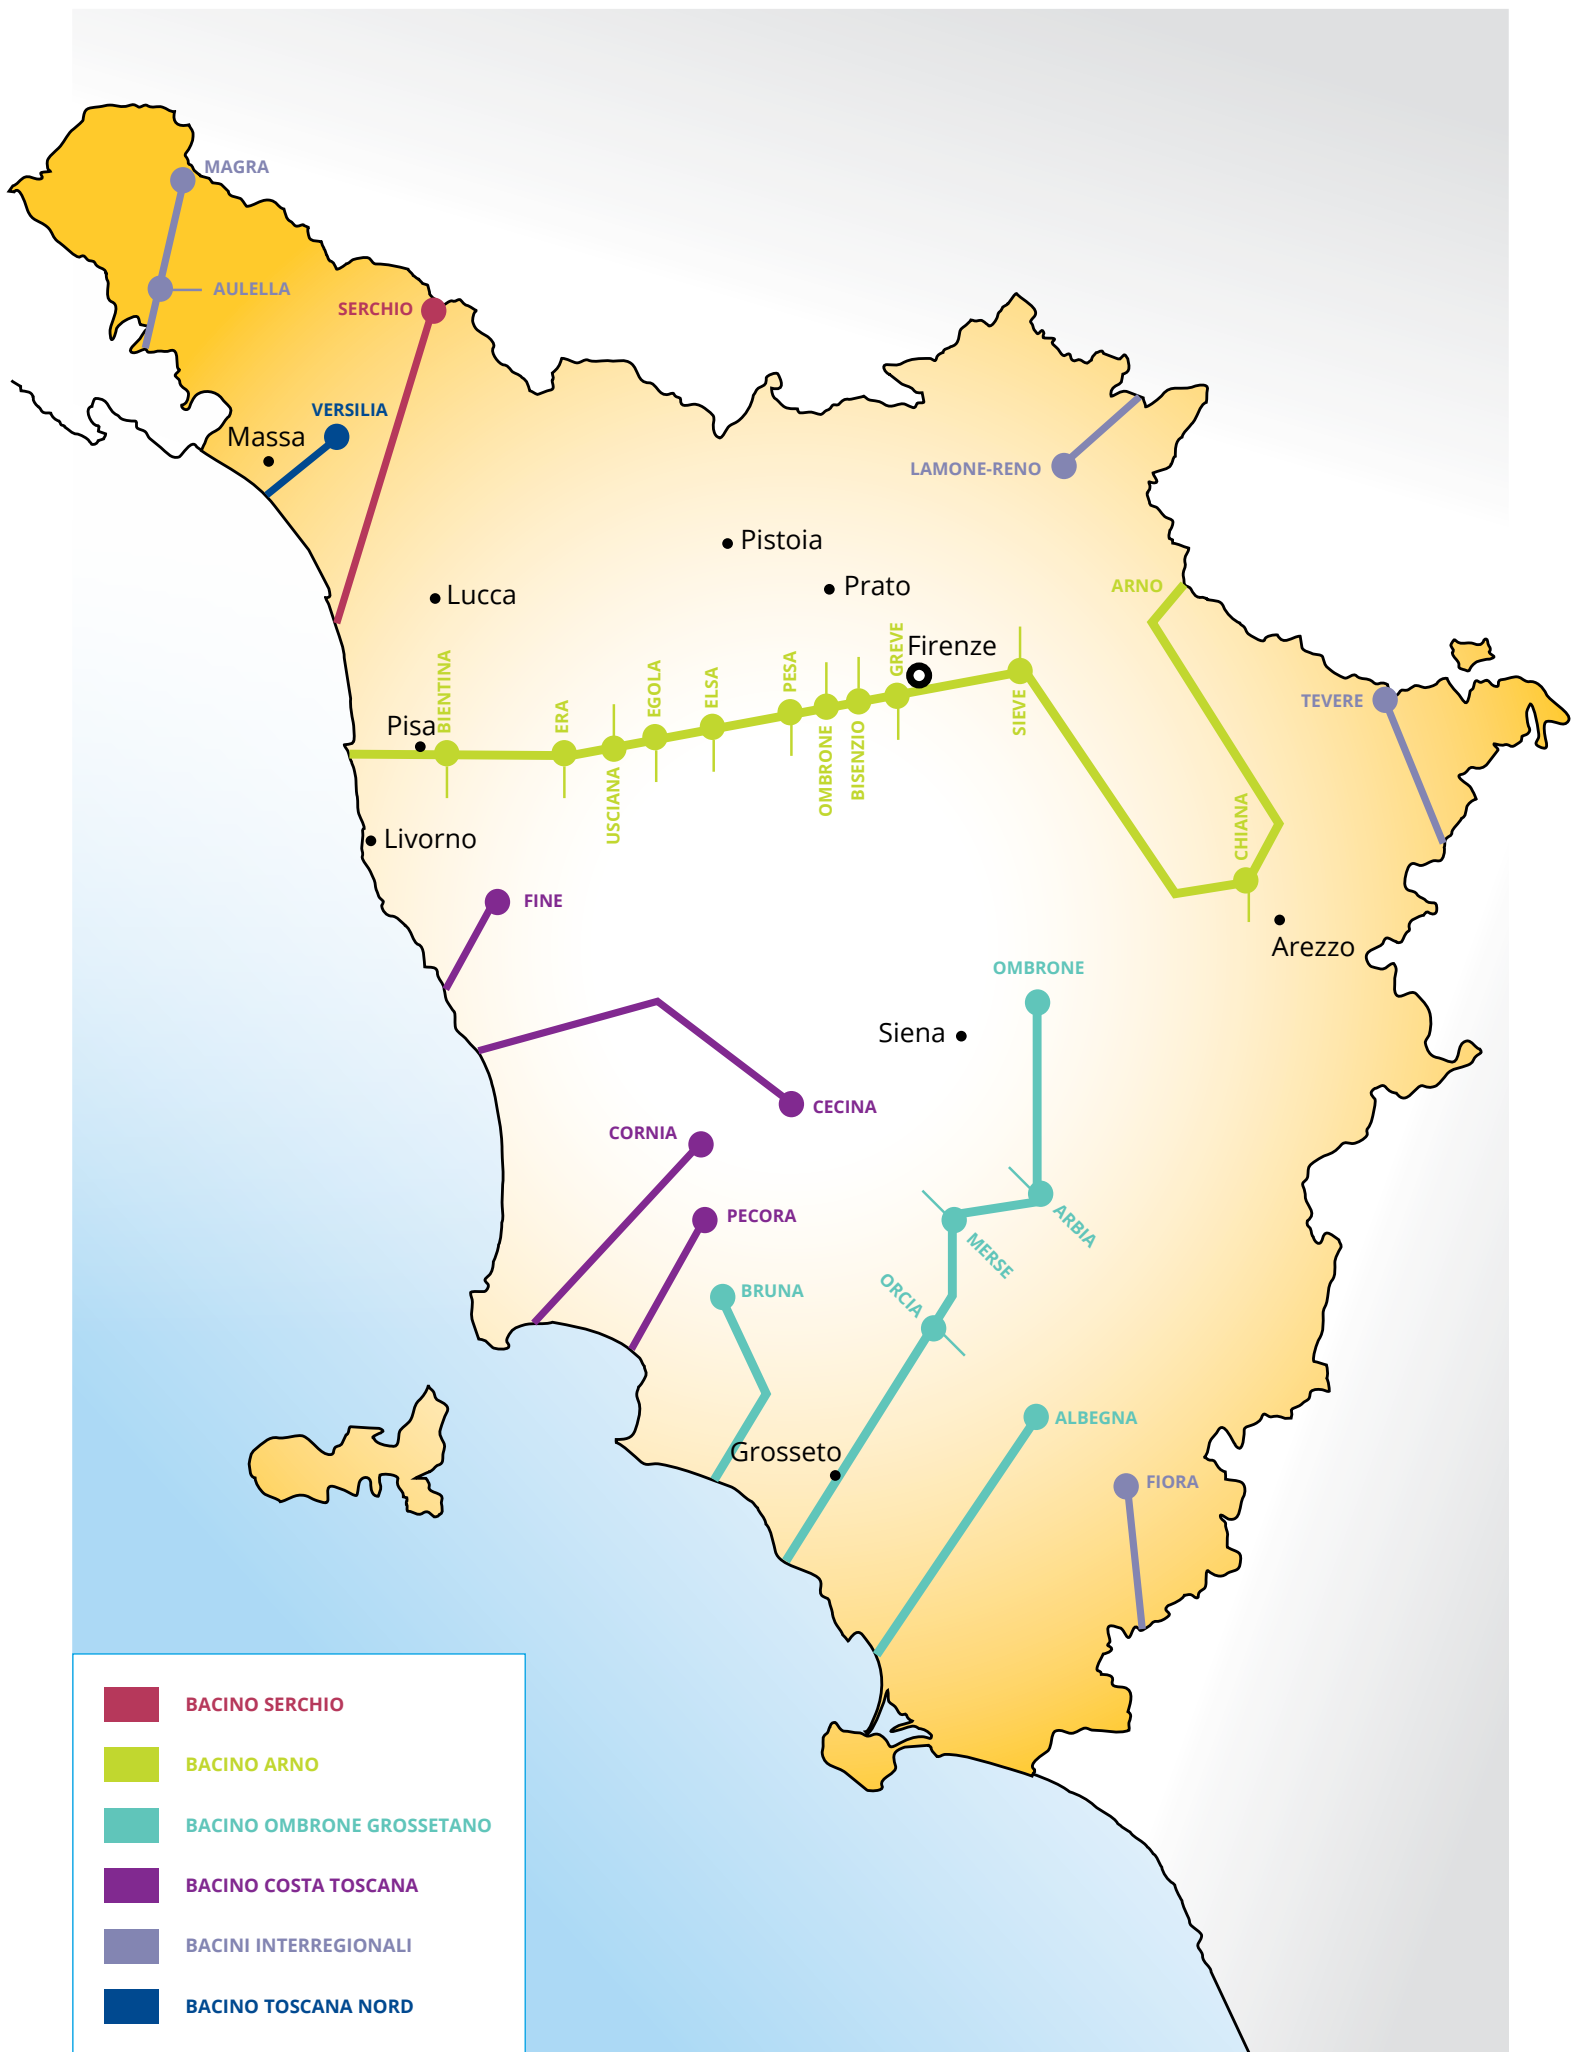 MAGRA
AULELLA
SERCHIO
VERSILIA
Massa
LAMONE-RENO
Pistoia
Prato
Lucca
ARNO
Firenze
GREVE
BIENTINA
Pisa
ERA
USCIANA
EGOLA
ELSA
PESA
OMBRONE
BISENZIO
SIEVE
TEVERE
CHIANA
Livorno
FINE
Arezzo
OMBRONE
Siena
CECINA
CORNIA
PECORA
ARBIA
MERSE
ORCIA
BRUNA
ALBEGNA
Grosseto
FIORA
BACINO SERCHIO
BACINO ARNO
BACINO OMBRONE GROSSETANO
BACINO COSTA TOSCANA
BACINI INTERREGIONALI
BACINO TOSCANA NORD